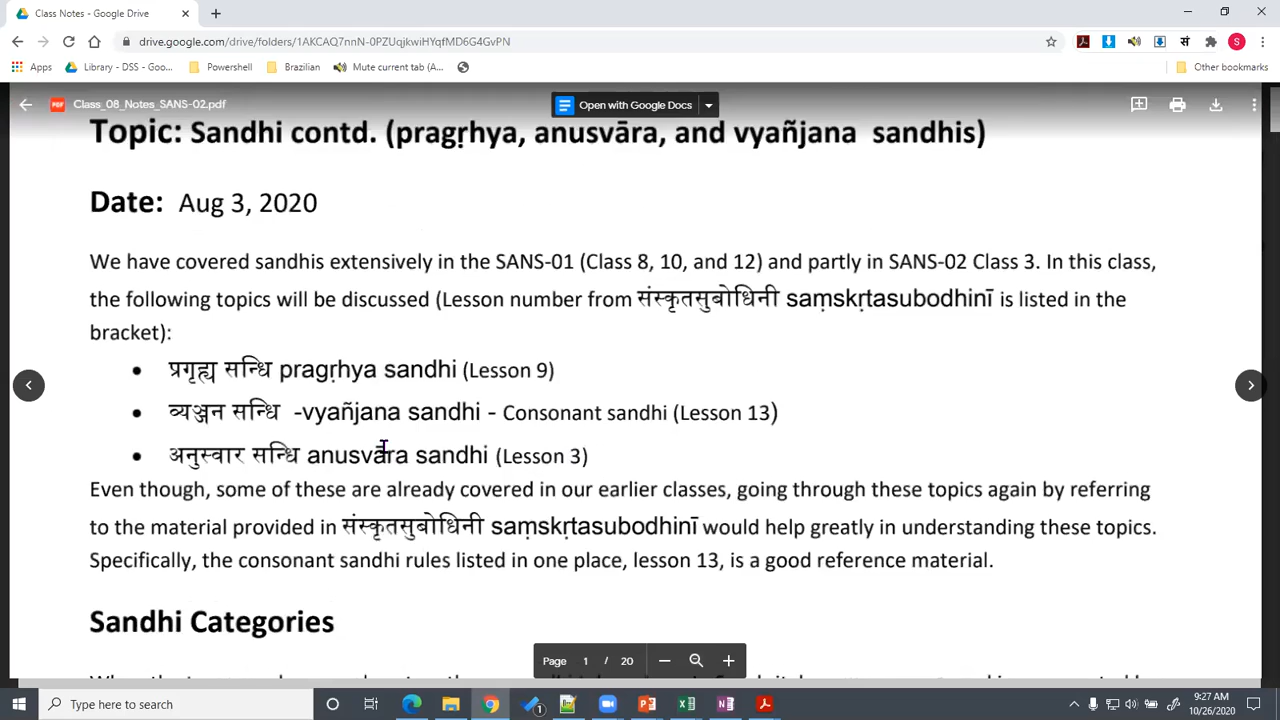 Class Notes - Google Drive
drive.google.com/drive/folders/1AKCAQ7nnN-0PZUqjkwiHYqfMD6G4GvPN
Apps Library - DSS - Goo... Powershell Brazilian Mute current tab (A... Other bookmarks
Class_08_Notes_SANS-02.pdf Open with Google Docs
Topic: Sandhi contd. (pragṛhya, anusvāra, and vyañjana sandhis)
Date: Aug 3, 2020
We have covered sandhis extensively in the SANS-01 (Class 8, 10, and 12) and partly in SANS-02 Class 3. In this class,
the following topics will be discussed (Lesson number from संस्कृतसुबोधिनी saṃskṛtasubodhinī is listed in the
bracket):
• प्रगृह्य सन्धि pragṛhya sandhi (Lesson 9)
• व्यञ्जन सन्धि -vyañjana sandhi - Consonant sandhi (Lesson 13)
• अनुस्वार सन्धि anusvāra sandhi (Lesson 3)
Even though, some of these are already covered in our earlier classes, going through these topics again by referring
to the material provided in संस्कृतसुबोधिनी saṃskṛtasubodhinī would help greatly in understanding these topics.
Specifically, the consonant sandhi rules listed in one place, lesson 13, is a good reference material.
Sandhi Categories
Page 1 / 20
Type here to search
9:27 AM
10/26/2020